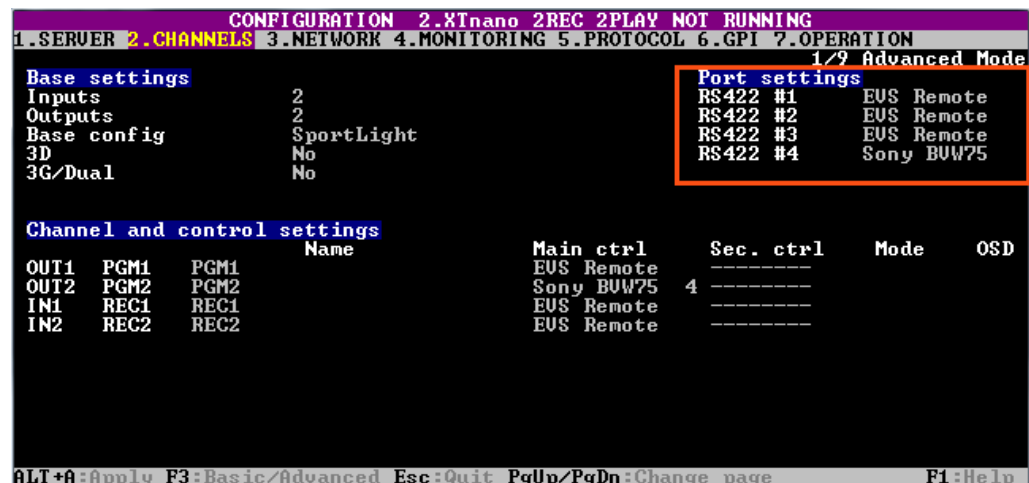 CONFIGURATION 2.XTnano 2REC 2PLAY NOT RUNNING
1.SERVER 2.CHANNELS 3.NETWORK 4.MONITORING 5.PROTOCOL 6.GPI 7.OPERATION
1/9 Advanced Mode
Base settings Port settings
Inputs 2 RS422 #1 EVS Remote
Outputs 2 RS422 #2 EVS Remote
Base config SportLight RS422 #3 EVS Remote
3D No RS422 #4 Sony BVW75
3G/Dual No
Channel and control settings
Name Main ctrl Sec. ctrl Mode OSD
OUT1 PGM1 PGM1 EVS Remote --------
OUT2 PGM2 PGM2 Sony BVW75 4 --------
IN1 REC1 REC1 EVS Remote --------
IN2 REC2 REC2 EVS Remote --------
ALT+A:Apply F3:Basic/Advanced Esc:Quit PgUp/PgDn:Change page F1:Help